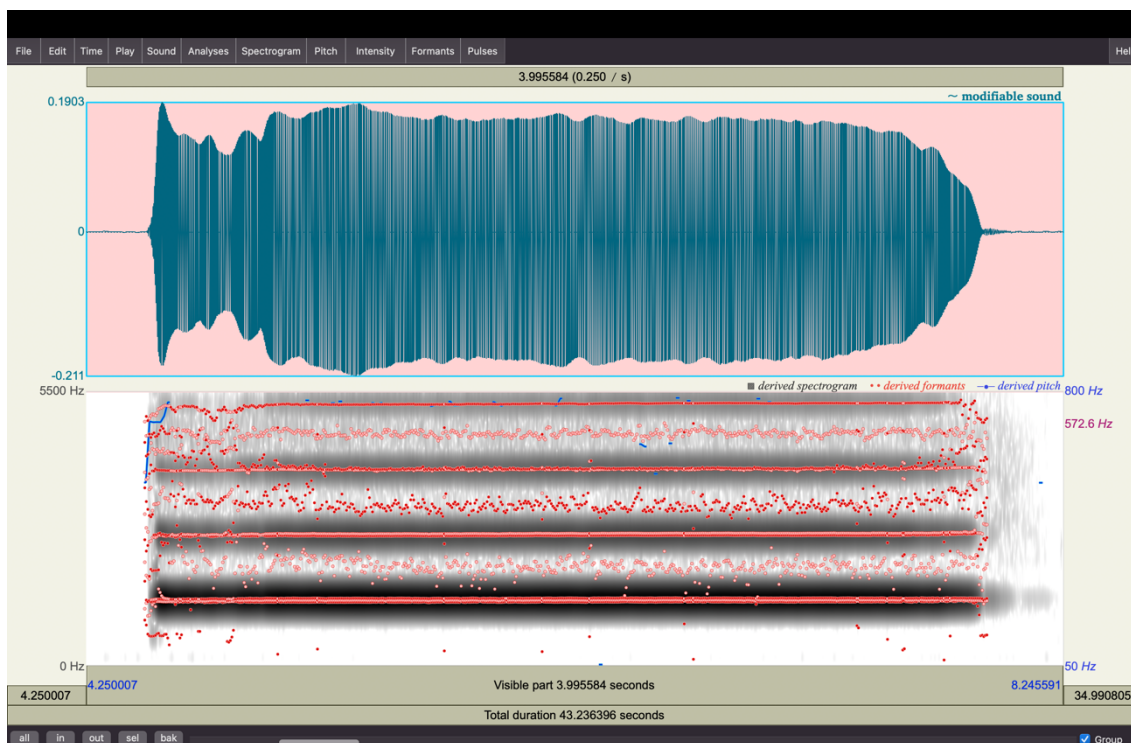 File Edit Time Play Sound Analyses Spectrogram Pitch Intensity Formants Pulses Hel
3.995584 (0.250 / s)
0.1903
~ modifiable sound
0
-0.211
5500 Hz
derived spectrogram derived formants derived pitch
800 Hz
572.6 Hz
0 Hz
50 Hz
4.250007 Visible part 3.995584 seconds 8.245591
4.250007 34.990805
Total duration 43.236396 seconds
all in out sel bak Group